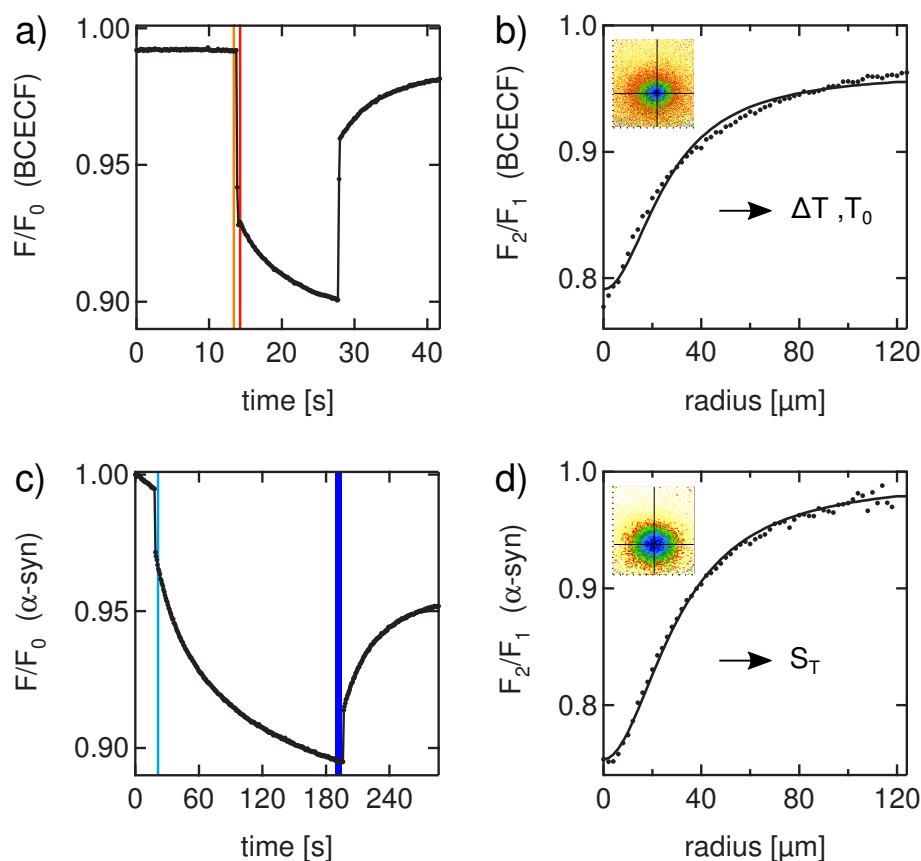 a)
1.00
0.95
0.90
F/F₀ (BCECF)
0 10 20 30 40
time [s]
b)
1.0
0.9
0.8
F₂/F₁ (BCECF)
ΔT ,T₀
0 40 80 120
radius [µm]
c)
1.00
0.95
0.90
F/F₀ (α-syn)
0 60 120 180 240
time [s]
d)
1.0
0.9
0.8
F₂/F₁ (α-syn)
S_T
0 40 80 120
radius [µm]